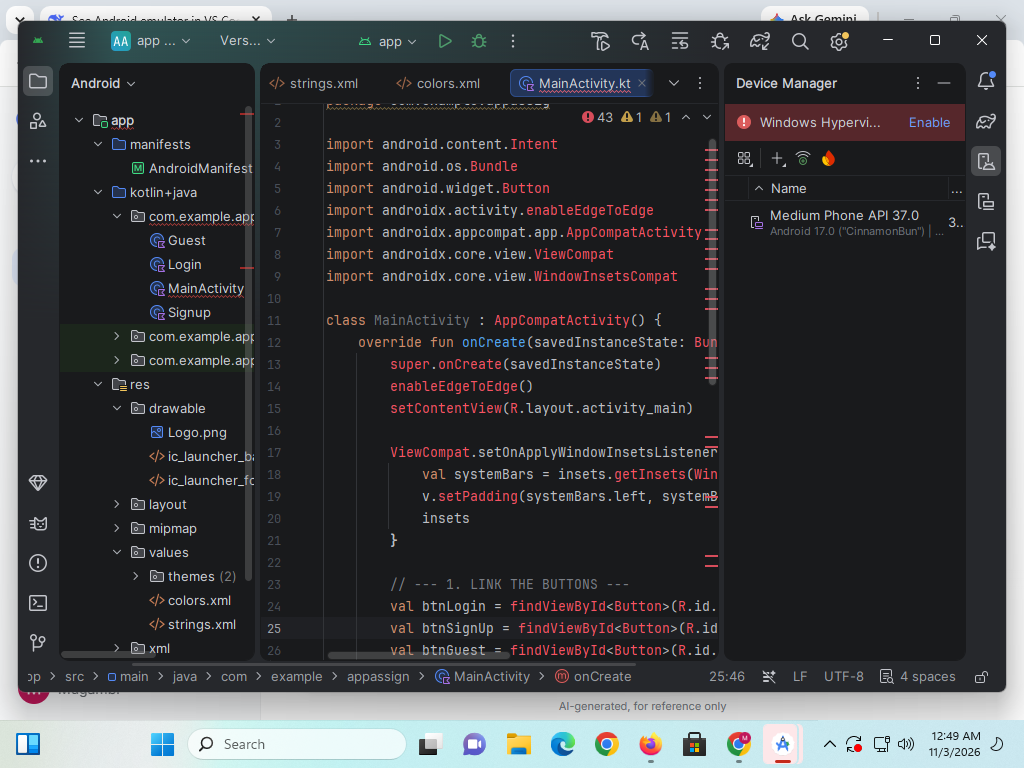 See Android emulator in VS Co
Ask Gemini
AA app ...
Vers...
app
Android
app
manifests
AndroidManifest
kotlin+java
com.example.app
Guest
Login
MainActivity
Signup
com.example.app
com.example.app
res
drawable
Logo.png
ic_launcher_ba
ic_launcher_fo
layout
mipmap
values
themes (2)
colors.xml
strings.xml
xml
strings.xml
colors.xml
MainActivity.kt
43 1 1
2
3 import android.content.Intent
4 import android.os.Bundle
5 import android.widget.Button
6 import androidx.activity.enableEdgeToEdge
7 import androidx.appcompat.app.AppCompatActivity
8 import androidx.core.view.ViewCompat
9 import androidx.core.view.WindowInsetsCompat
10
11 class MainActivity : AppCompatActivity() {
12 override fun onCreate(savedInstanceState: Bun
13 super.onCreate(savedInstanceState)
14 enableEdgeToEdge()
15 setContentView(R.layout.activity_main)
16
17 ViewCompat.setOnApplyWindowInsetsListener
18 val systemBars = insets.getInsets(Win
19 v.setPadding(systemBars.left, systemB
20 insets
21 }
22
23 // --- 1. LINK THE BUTTONS ---
24 val btnLogin = findViewById<Button>(R.id.
25 val btnSignUp = findViewById<Button>(R.id
26 val btnGuest = findViewById<Button>(R.id.
Device Manager
Windows Hypervi... Enable
Name ...
Medium Phone API 37.0
Android 17.0 ("CinnamonBun") | ...
3..
pp > src > main > java > com > example > appassign > MainActivity > onCreate
25:46 LF UTF-8 4 spaces
AI-generated, for reference only
Search
12:49 AM
11/3/2026